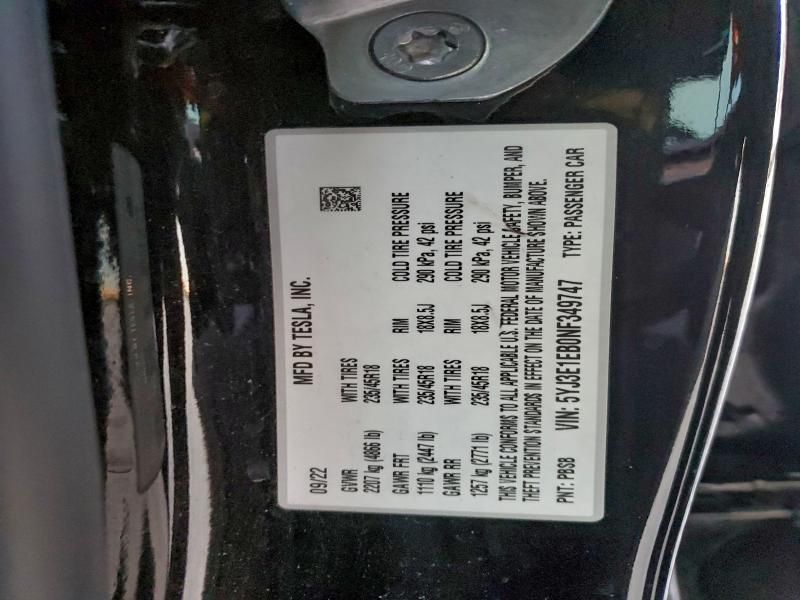 09/22 MFD BY TESLA, INC.
GVWR WITH TIRES RIM COLD TIRE PRESSURE
2207 kg (4866 lb) 235/45R18 18X8.5J 290 kPa, 42 psi
GAWR FRT WITH TIRES RIM COLD TIRE PRESSURE
1110 kg (2447 lb) 235/45R18 18X8.5J 290 kPa, 42 psi
GAWR RR WITH TIRES
1257 kg (2771 lb) 235/45R18
THIS VEHICLE CONFORMS TO ALL APPLICABLE U.S. FEDERAL MOTOR VEHICLE SAFETY, BUMPER, AND
THEFT PREVENTION STANDARDS IN EFFECT ON THE DATE OF MANUFACTURE SHOWN ABOVE.
PNT: PBSB VIN: 5YJ3E1EB0NF349747 TYPE: PASSENGER CAR